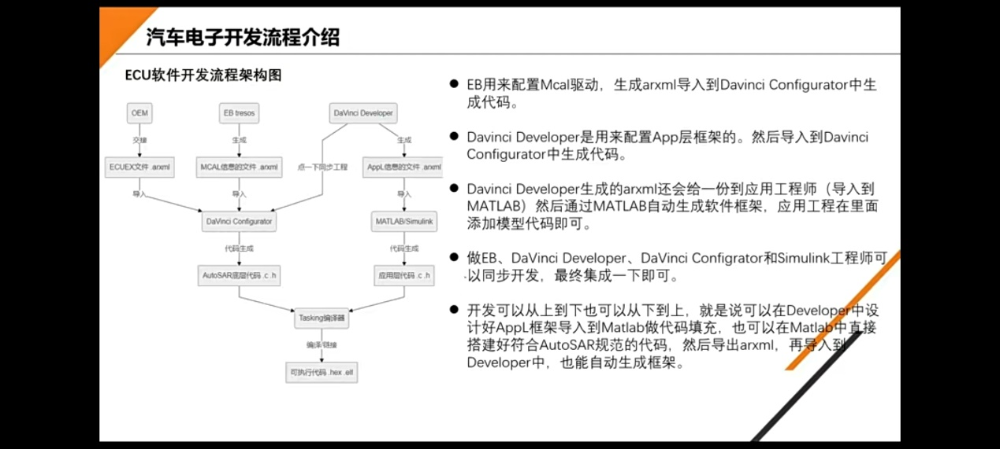 汽车电子开发流程介绍
ECU软件开发流程架构图
OEM
EB tresos
DaVinci Developer
交接
生成
生成
ECUEX文件 .arxml
MCAL信息的文件 .arxml
点一下同步工程
AppL信息的文件 .arxml
导入
导入
导入
DaVinci Configurator
MATLAB/Simulink
代码生成
代码生成
AutoSAR底层代码 .c .h
应用层代码 .c .h
Tasking编译器
编译/链接
可执行代码 .hex .elf
● EB用来配置Mcal驱动，生成arxml导入到Davinci Configurator中生
成代码。
● Davinci Developer是用来配置App层框架的。然后导入到Davinci
Configurator中生成代码。
● Davinci Developer生成的arxml还会给一份到应用工程师（导入到
MATLAB）然后通过MATLAB自动生成软件框架，应用工程在里面
添加模型代码即可。
● 做EB、DaVinci Developer、DaVinci Configrator和Simulink工程师可
以同步开发，最终集成一下即可。
● 开发可以从上到下也可以从下到上，就是说可以在Developer中设
计好AppL框架导入到Matlab做代码填充，也可以在Matlab中直接
搭建好符合AutoSAR规范的代码，然后导出arxml，再导入到
Developer中，也能自动生成框架。